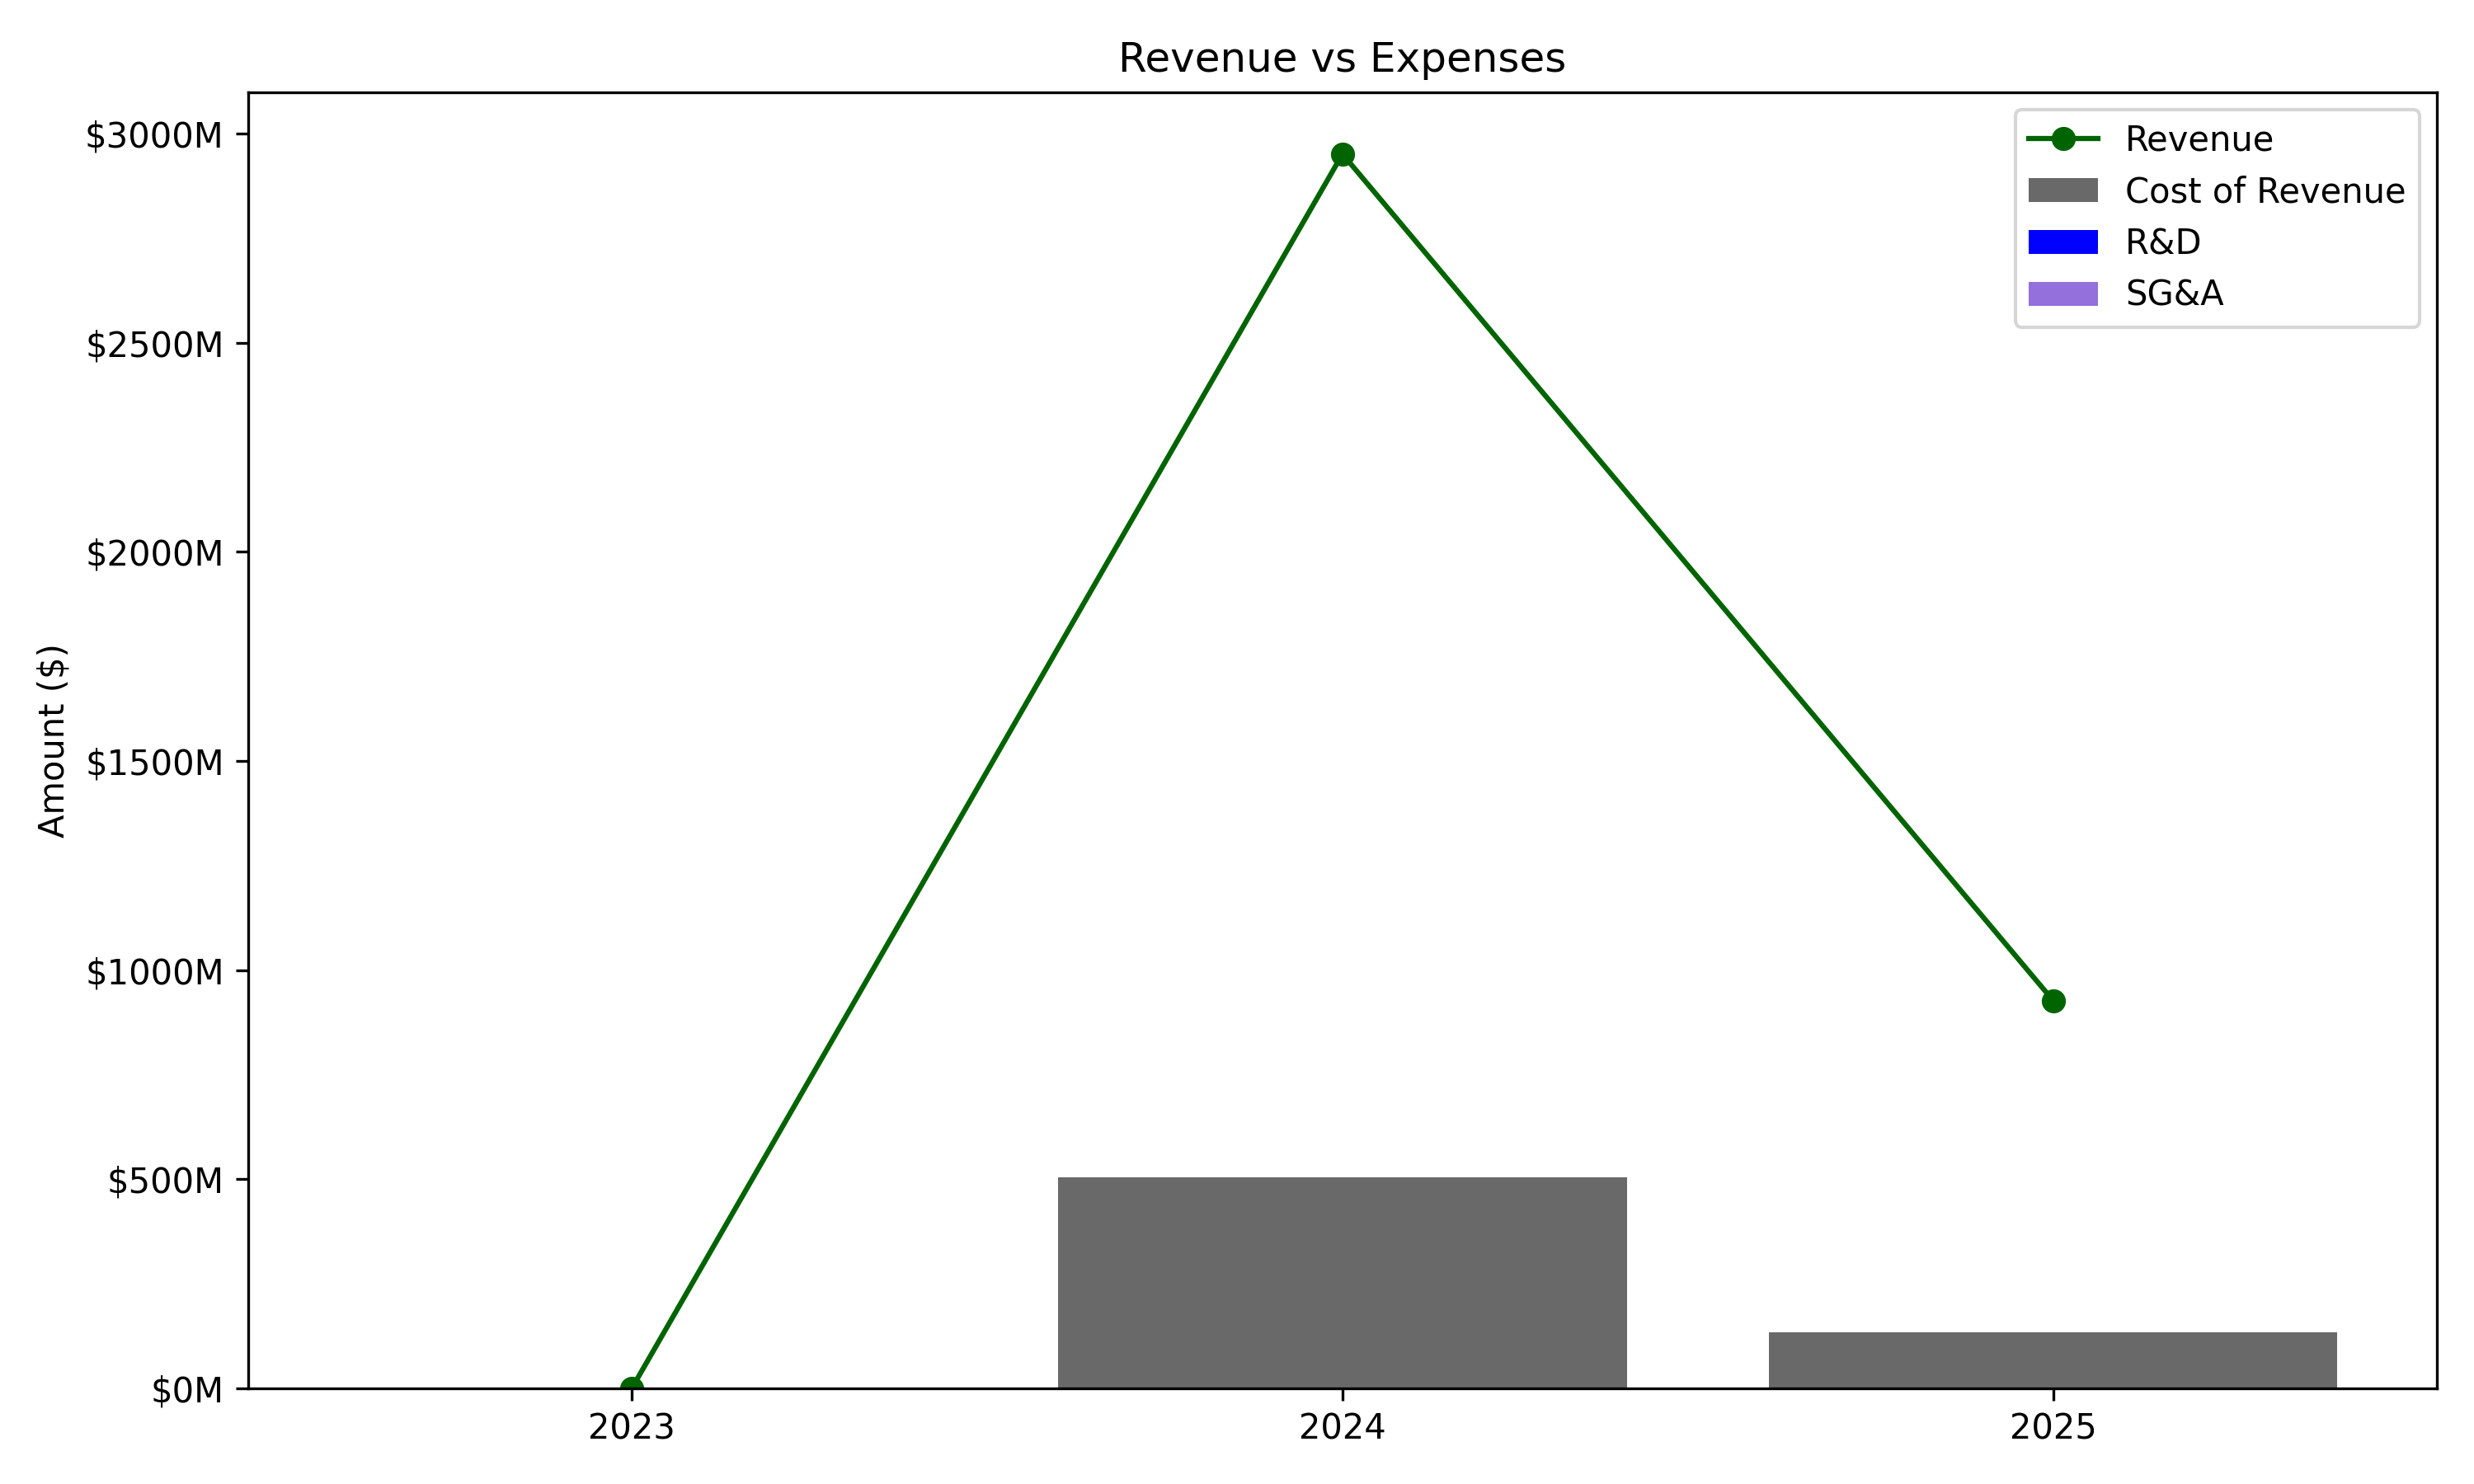 Revenue vs Expenses
Revenue
Cost of Revenue
R&D
SG&A
Amount ($)
$3000M
$2500M
$2000M
$1500M
$1000M
$500M
$0M
2023
2024
2025